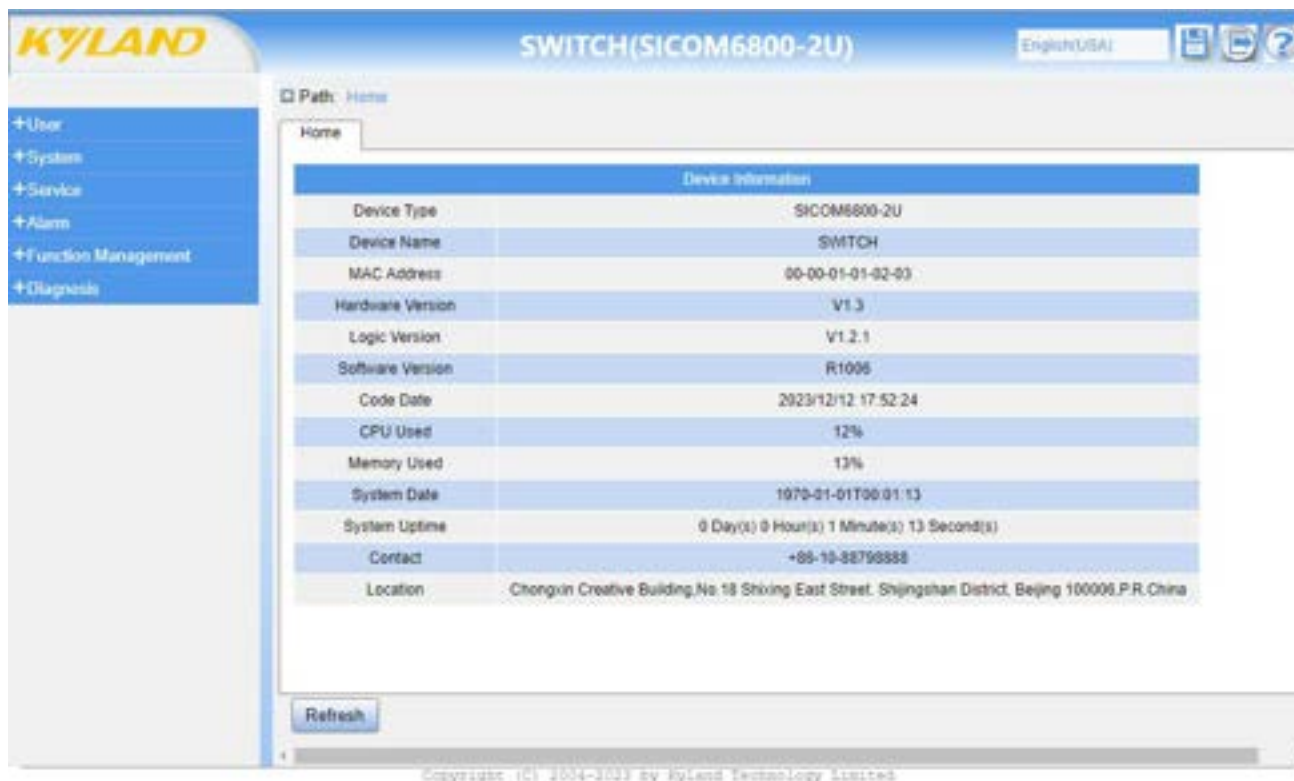 KYLAND
SWITCH(SICOM6800-2U)
English(USA)
Path: Home
+User
+System
+Service
+Alarm
+Function Management
+Diagnosis
Home
Device Information
Device Type SICOM6800-2U
Device Name SWITCH
MAC Address 00-00-01-01-02-03
Hardware Version V1.3
Logic Version V1.2.1
Software Version R1006
Code Date 2023/12/12 17:52:24
CPU Used 12%
Memory Used 13%
System Date 1970-01-01T00:01:13
System Uptime 0 Day(s) 0 Hour(s) 1 Minute(s) 13 Second(s)
Contact +86-10-88798888
Location Chongxin Creative Building,No.18 Shixing East Street. Shijingshan District, Beijing 100006,P.R.China
Refresh
Copyright (C) 2004-2023 by Kyland Technology Limited